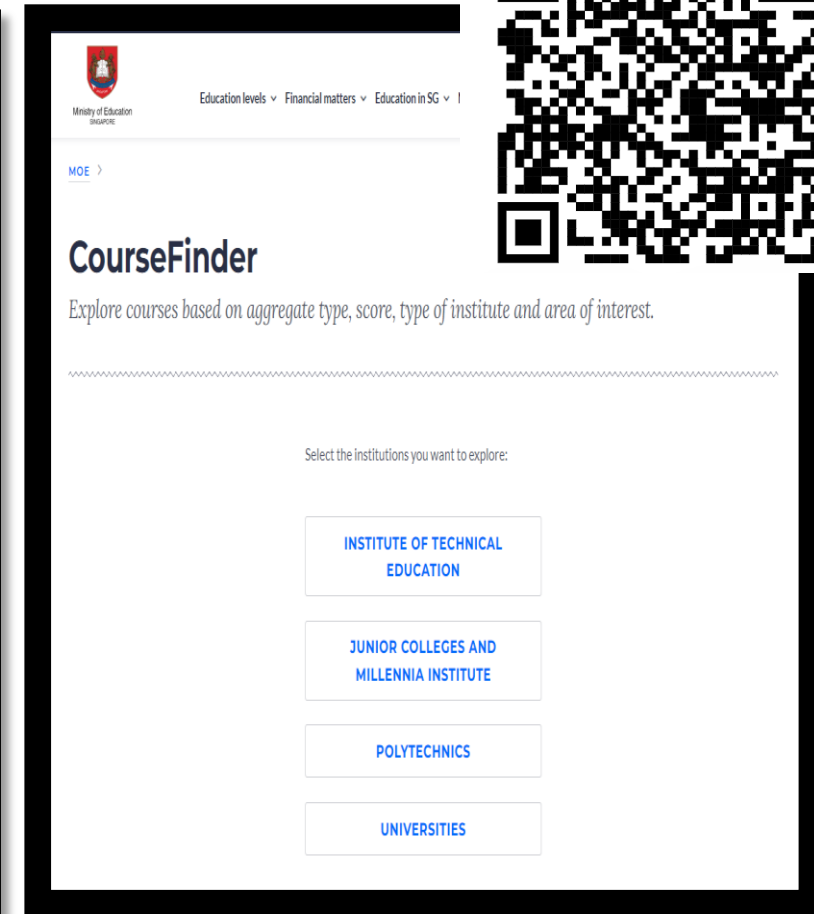 Ministry of Education
SINGAPORE
Education levels Financial matters Education in SG
MOE
CourseFinder
Explore courses based on aggregate type, score, type of institute and area of interest.
Select the institutions you want to explore:
INSTITUTE OF TECHNICAL
EDUCATION
JUNIOR COLLEGES AND
MILLENNIA INSTITUTE
POLYTECHNICS
UNIVERSITIES